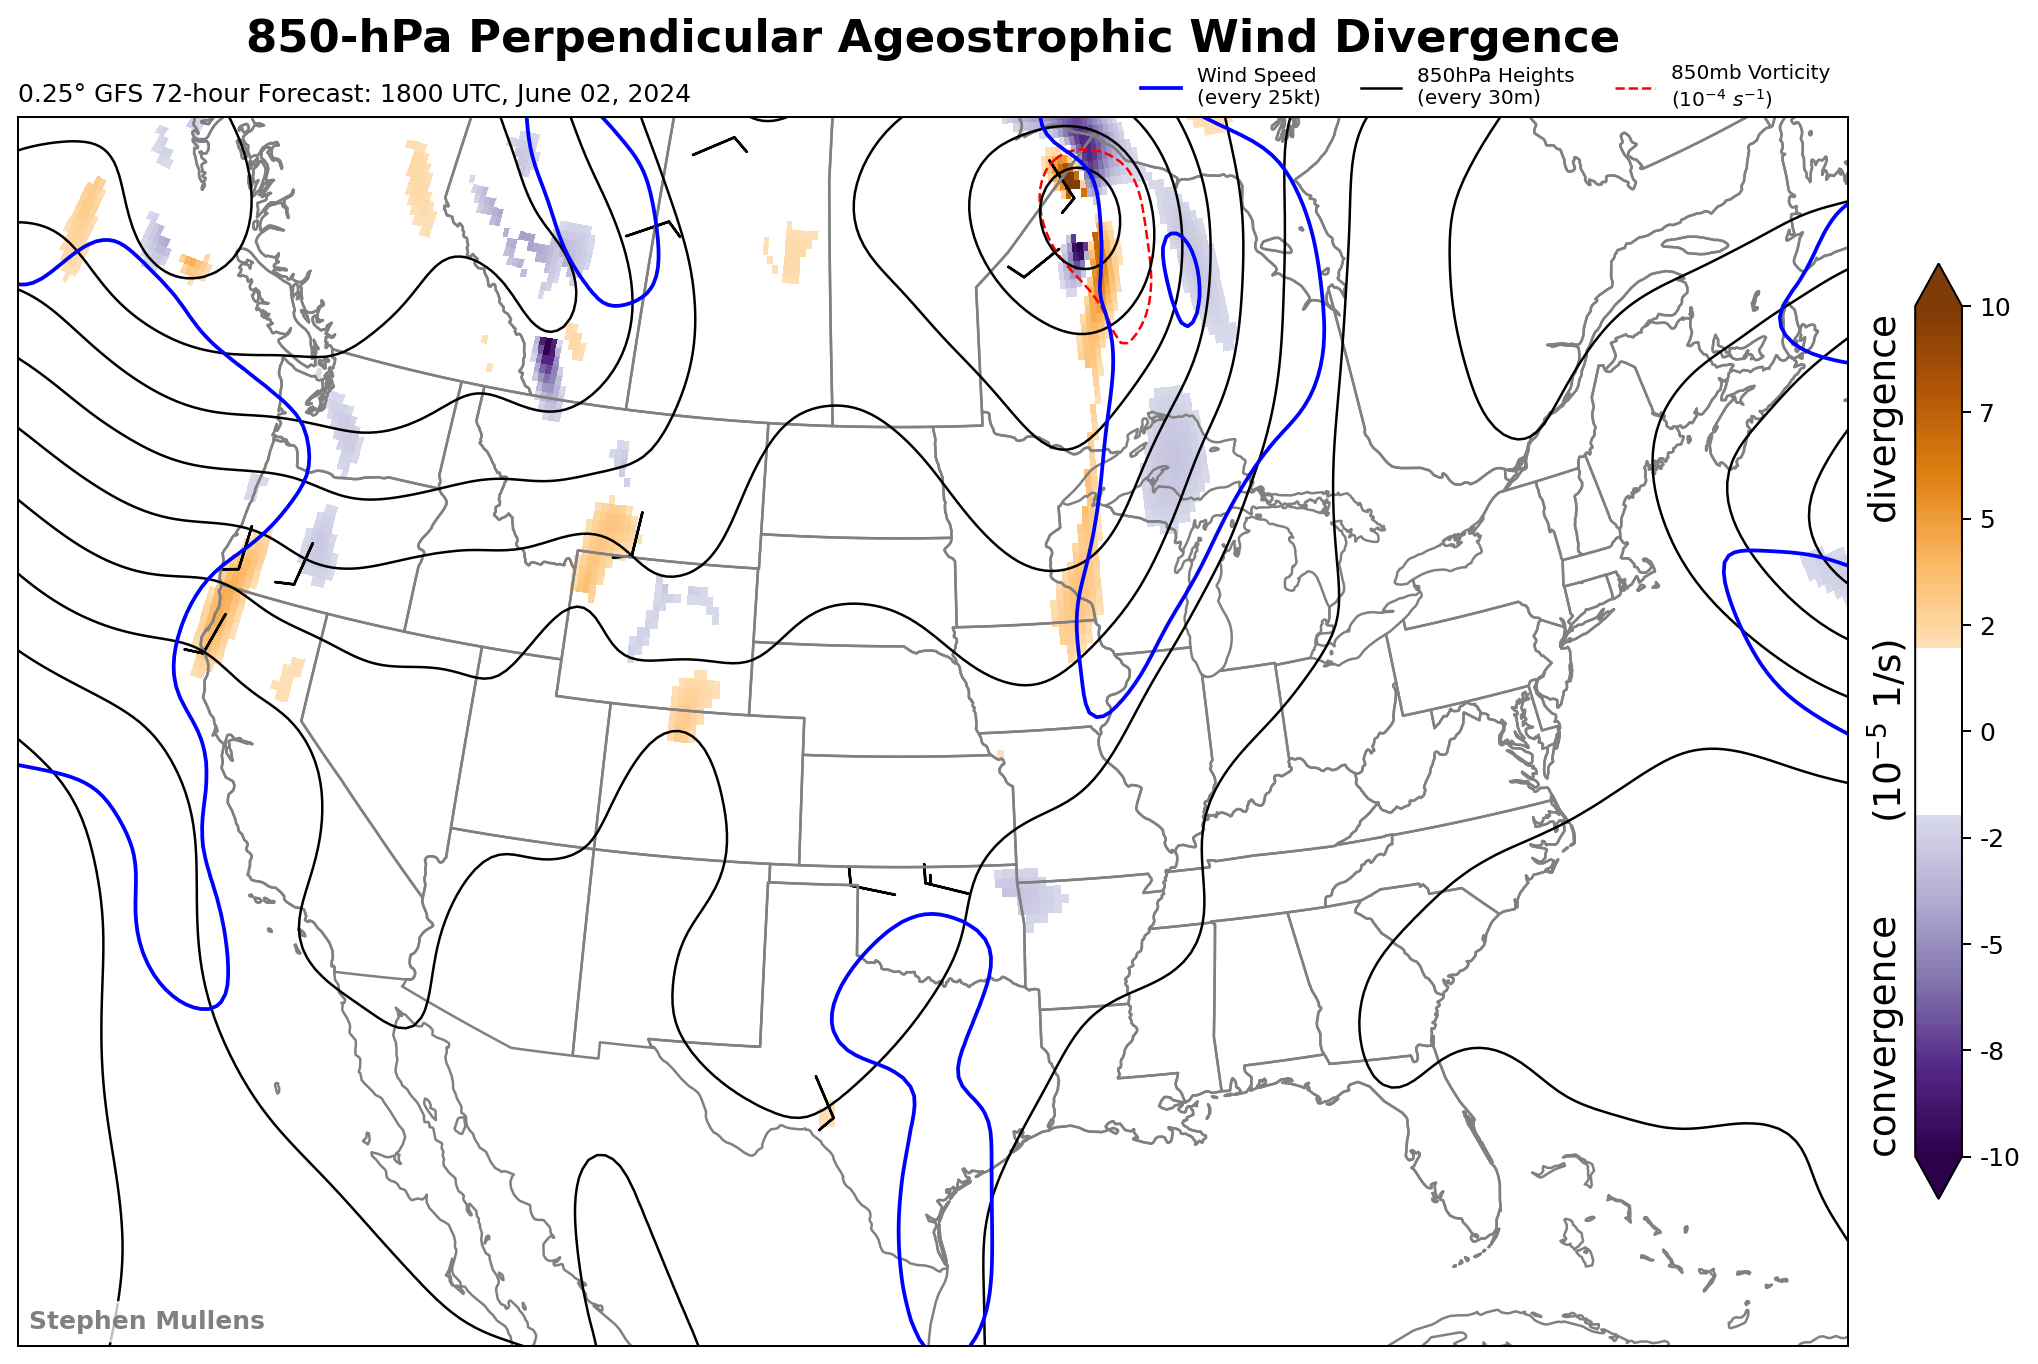 850-hPa Perpendicular Ageostrophic Wind Divergence
0.25° GFS 72-hour Forecast: 1800 UTC, June 02, 2024
Wind Speed
(every 25kt)
850hPa Heights
(every 30m)
850mb Vorticity
(10⁻⁴ s⁻¹)
10
7
5
2
0
-2
-5
-8
-10
convergence (10⁻⁵ 1/s) divergence
Stephen Mullens